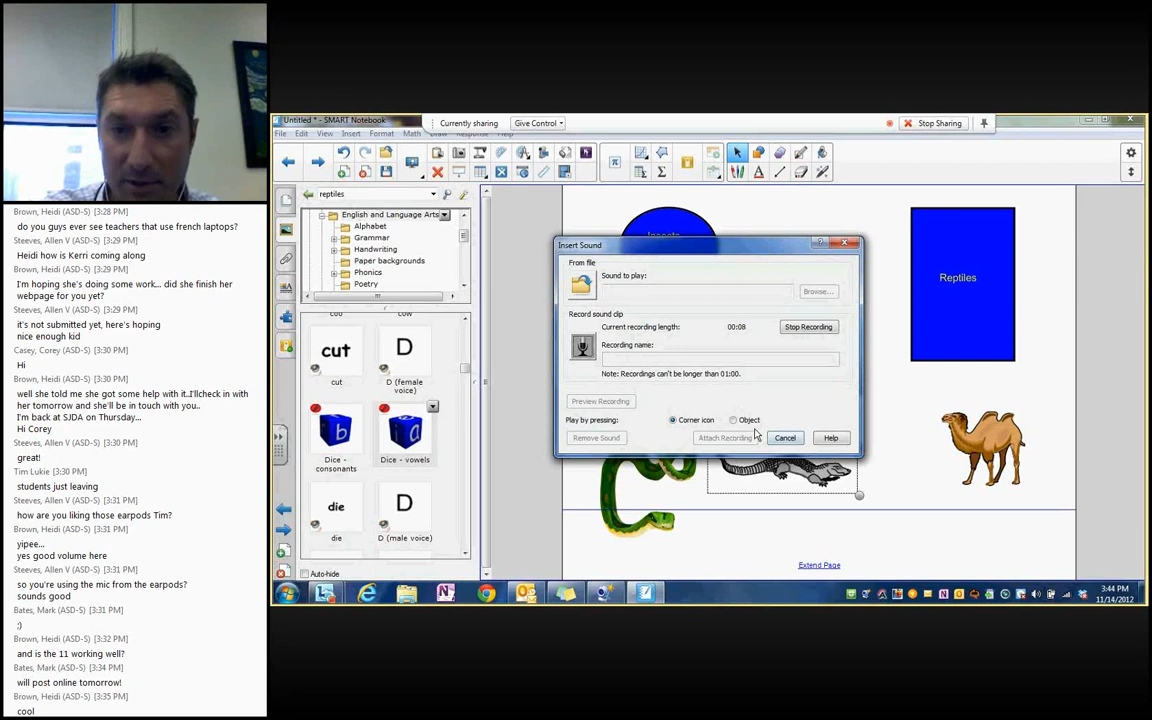 Brown, Heidi (ASD-S) [3:28 PM]
do you guys ever see teachers that use french laptops?
Steeves, Allen V [3:29 PM]
Heidi how is Kerri coming along
Brown, Heidi (ASD-S) [3:29 PM]
I'm hoping she's doing some work... did she finish her
webpage for you yet?
Steeves, Allen V [3:29 PM]
it's not submitted yet, here's hoping
nice enough kid
Casey, Corey (ASD-S) [3:30 PM]
Hi
Brown, Heidi (ASD-S) [3:30 PM]
well she told me she got some help with it..I'llcheck in with
her tomorrow and she'll be in touch with you..
I'm back at SJDA on Thursday...
Hi Corey
Steeves, Allen V [3:30 PM]
great!
Tim Lukie [3:31 PM]
students just leaving
Steeves, Allen V [3:31 PM]
how are you liking those earpods Tim?
Brown, Heidi (ASD-S) [3:31 PM]
yipee...
yes good volume here
Steeves, Allen V [3:31 PM]
so you're using the mic from the earpods?
sounds good
Bates, Mark (ASD-S) [3:31 PM]
;)
Brown, Heidi (ASD-S) [3:32 PM]
and is the 11 working well?
Bates, Mark (ASD-S) [3:34 PM]
will post online tomorrow!
Brown, Heidi (ASD-S) [3:35 PM]
cool
Untitled * - SMART Notebook
Currently sharing
Give Control
Stop Sharing
File Edit View Insert Format Math
reptiles
English and Language Arts
Alphabet
Grammar
Handwriting
Paper backgrounds
Phonics
Poetry
cow
cut
cut
D
D (female
voice)
b
Dice -
consonants
i a
Dice - vowels
die
die
D
D (male voice)
Auto-hide
Insects
Reptiles
Insert Sound
From file
Sound to play:
Browse...
Record sound clip
Current recording length:
00:08
Stop Recording
Recording name:
Note: Recordings can't be longer than 01:00.
Preview Recording
Play by pressing:
Corner icon
Object
Remove Sound
Attach Recording
Cancel
Help
Extend Page
3:44 PM
11/14/2012